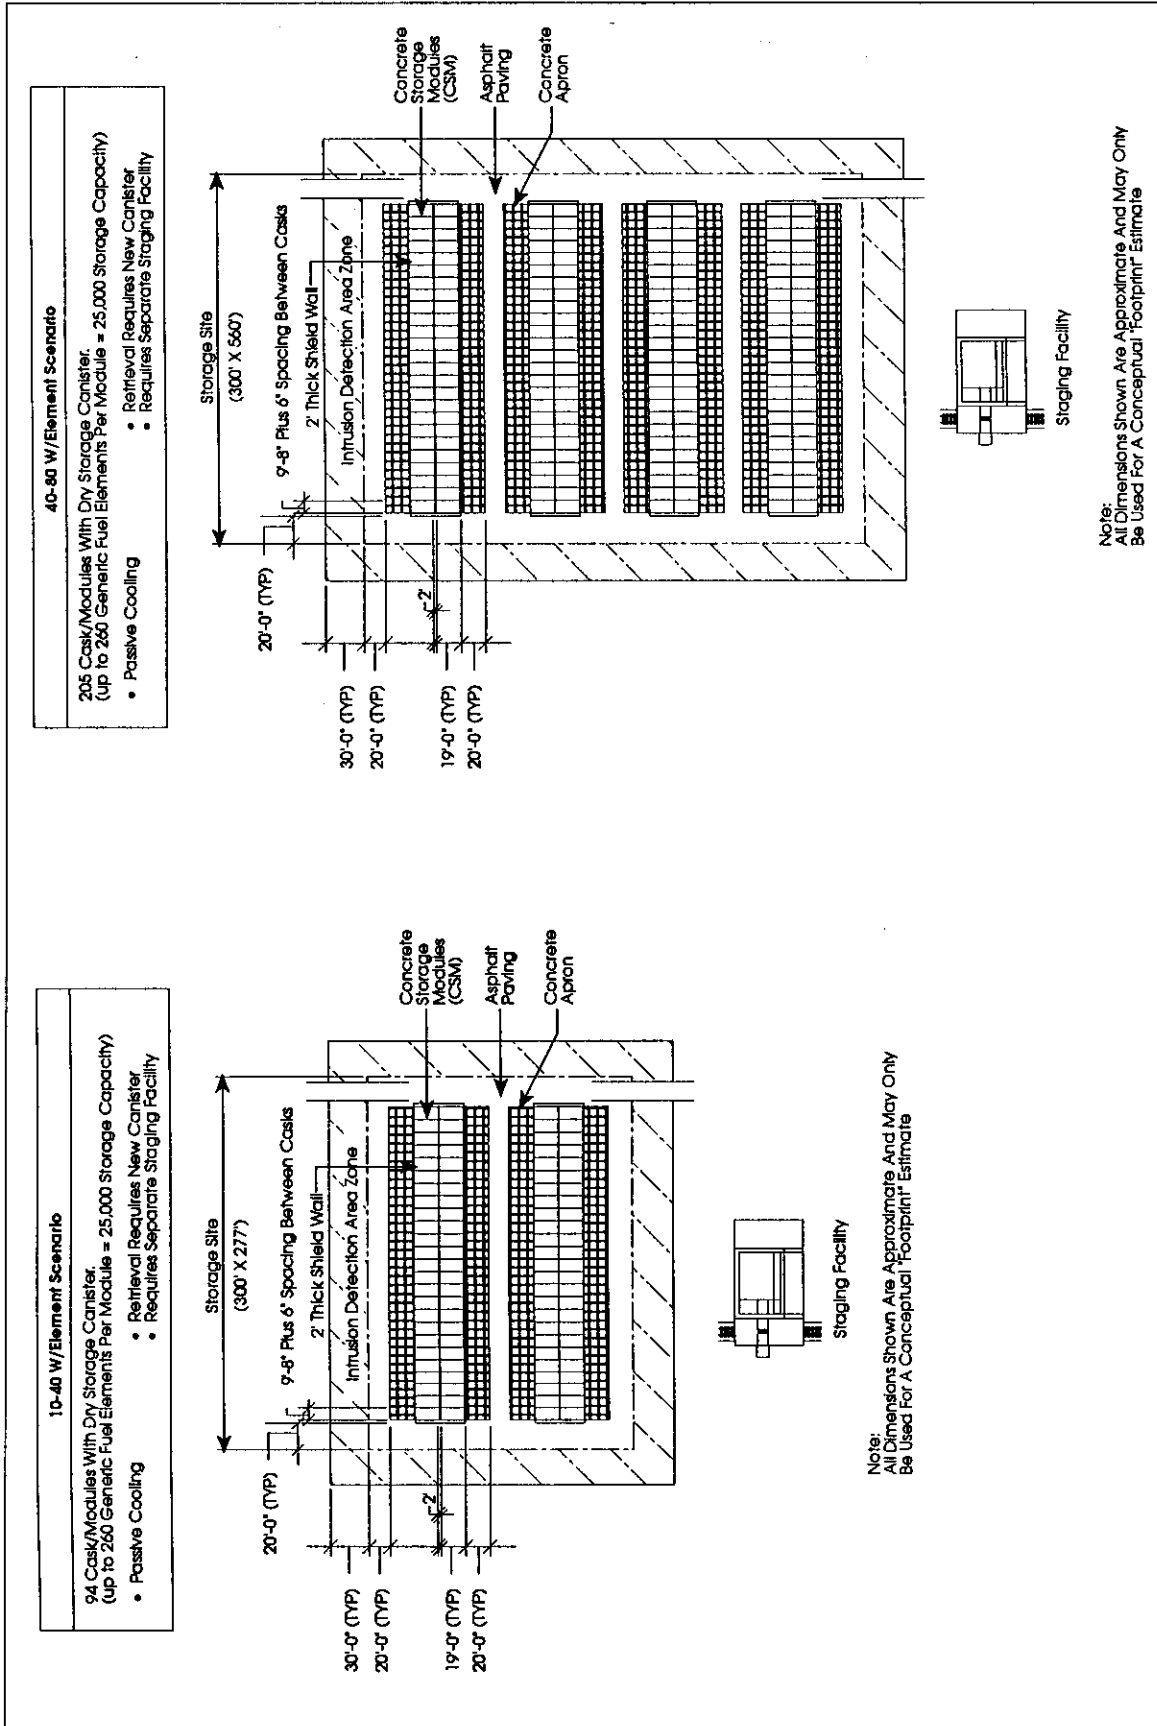 10-40 W/Element Scenario
94 Cask/Modules With Dry Storage Canister.
(up to 260 Generic Fuel Elements Per Module = 25,000 Storage Capacity)
• Passive Cooling
• Retrieval Requires New Canister
• Requires Separate Staging Facility
Storage Site
(300' X 277')
20'-0" (TYP)
9'-8" Plus 6" Spacing Between Casks
2' Thick Shield Wall
Intrusion Detection Area Zone
Concrete
Storage
Modules
(CSM)
Asphalt
Paving
Concrete
Apron
30'-0" (TYP)
20'-0" (TYP)
2'
19'-0" (TYP)
20'-0" (TYP)
Staging Facility
Note:
All Dimensions Shown Are Approximate And May Only
Be Used For A Conceptual "Footprint" Estimate
40-80 W/Element Scenario
205 Cask/Modules With Dry Storage Canister.
(up to 260 Generic Fuel Elements Per Module = 25,000 Storage Capacity)
• Passive Cooling
• Retrieval Requires New Canister
• Requires Separate Staging Facility
Storage Site
(300' X 560')
20'-0" (TYP)
9'-8" Plus 6" Spacing Between Casks
2' Thick Shield Wall
Intrusion Detection Area Zone
Concrete
Storage
Modules
(CSM)
Asphalt
Paving
Concrete
Apron
30'-0" (TYP)
20'-0" (TYP)
2'
19'-0" (TYP)
20'-0" (TYP)
Staging Facility
Note:
All Dimensions Shown Are Approximate And May Only
Be Used For A Conceptual "Footprint" Estimate